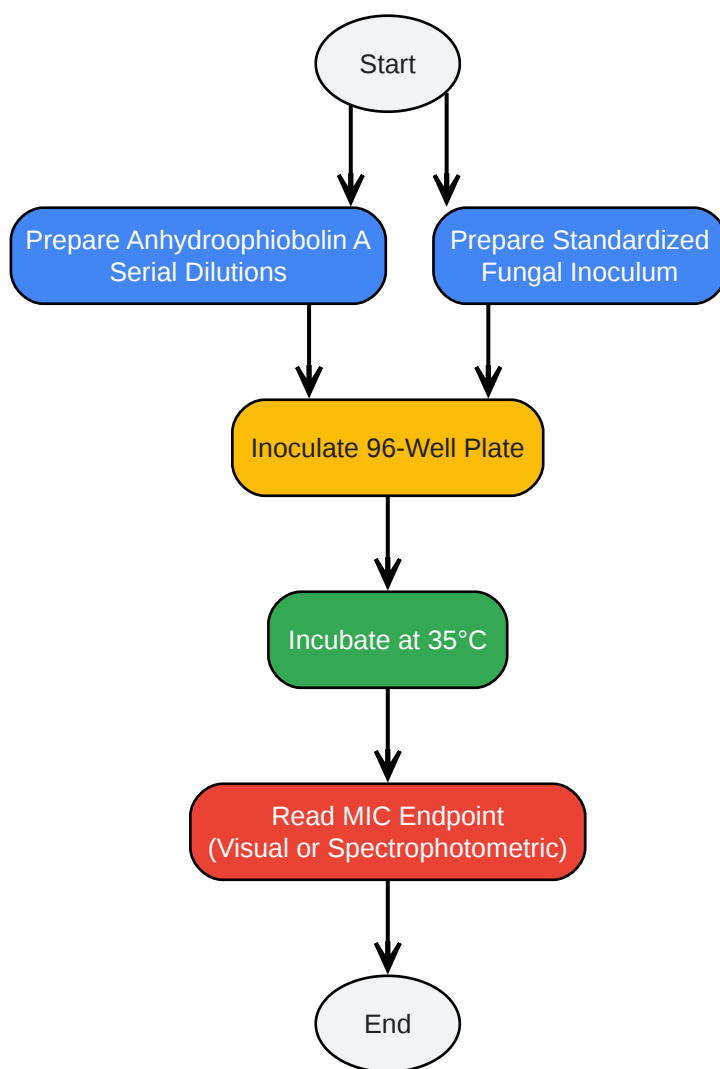 Start
Prepare Anhydroophiobolin A
Serial Dilutions
Prepare Standardized
Fungal Inoculum
Inoculate 96-Well Plate
Incubate at 35°C
Read MIC Endpoint
(Visual or Spectrophotometric)
End